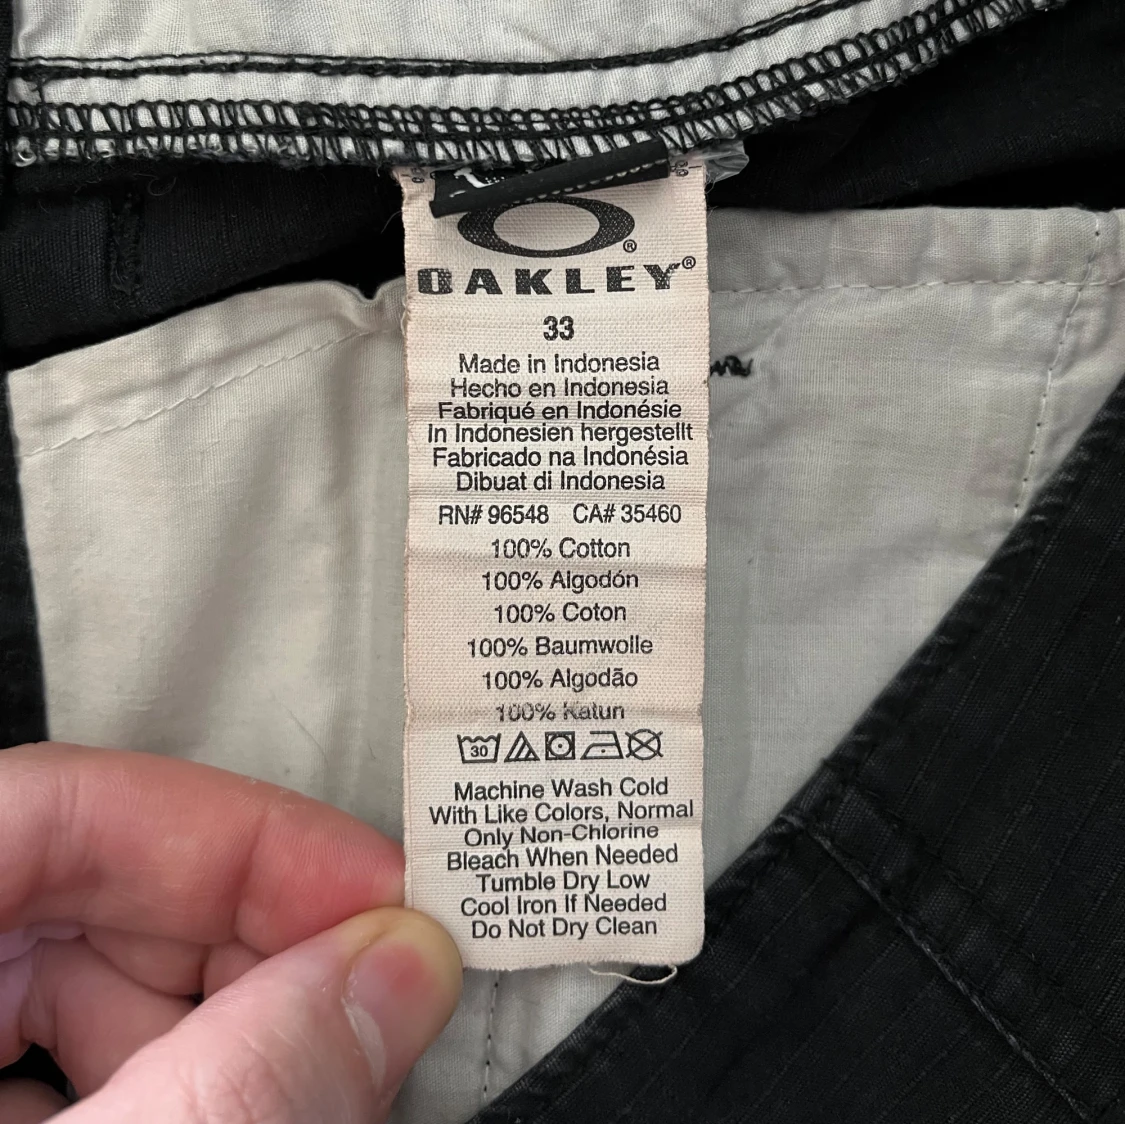 OAKLEY®
33
Made in Indonesia
Hecho en Indonesia
Fabriqué en Indonésie
In Indonesien hergestellt
Fabricado na Indonésia
Dibuat di Indonesia
RN# 96548 CA# 35460
100% Cotton
100% Algodón
100% Coton
100% Baumwolle
100% Algodão
100% Katun
30
Machine Wash Cold
With Like Colors, Normal
Only Non-Chlorine
Bleach When Needed
Tumble Dry Low
Cool Iron If Needed
Do Not Dry Clean